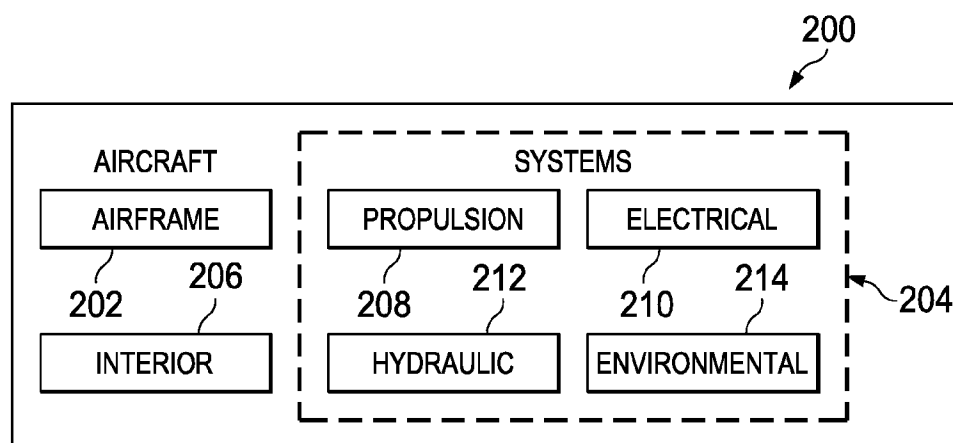 200
AIRCRAFT
SYSTEMS
AIRFRAME
PROPULSION
ELECTRICAL
202
206
208
212
210
214
204
INTERIOR
HYDRAULIC
ENVIRONMENTAL